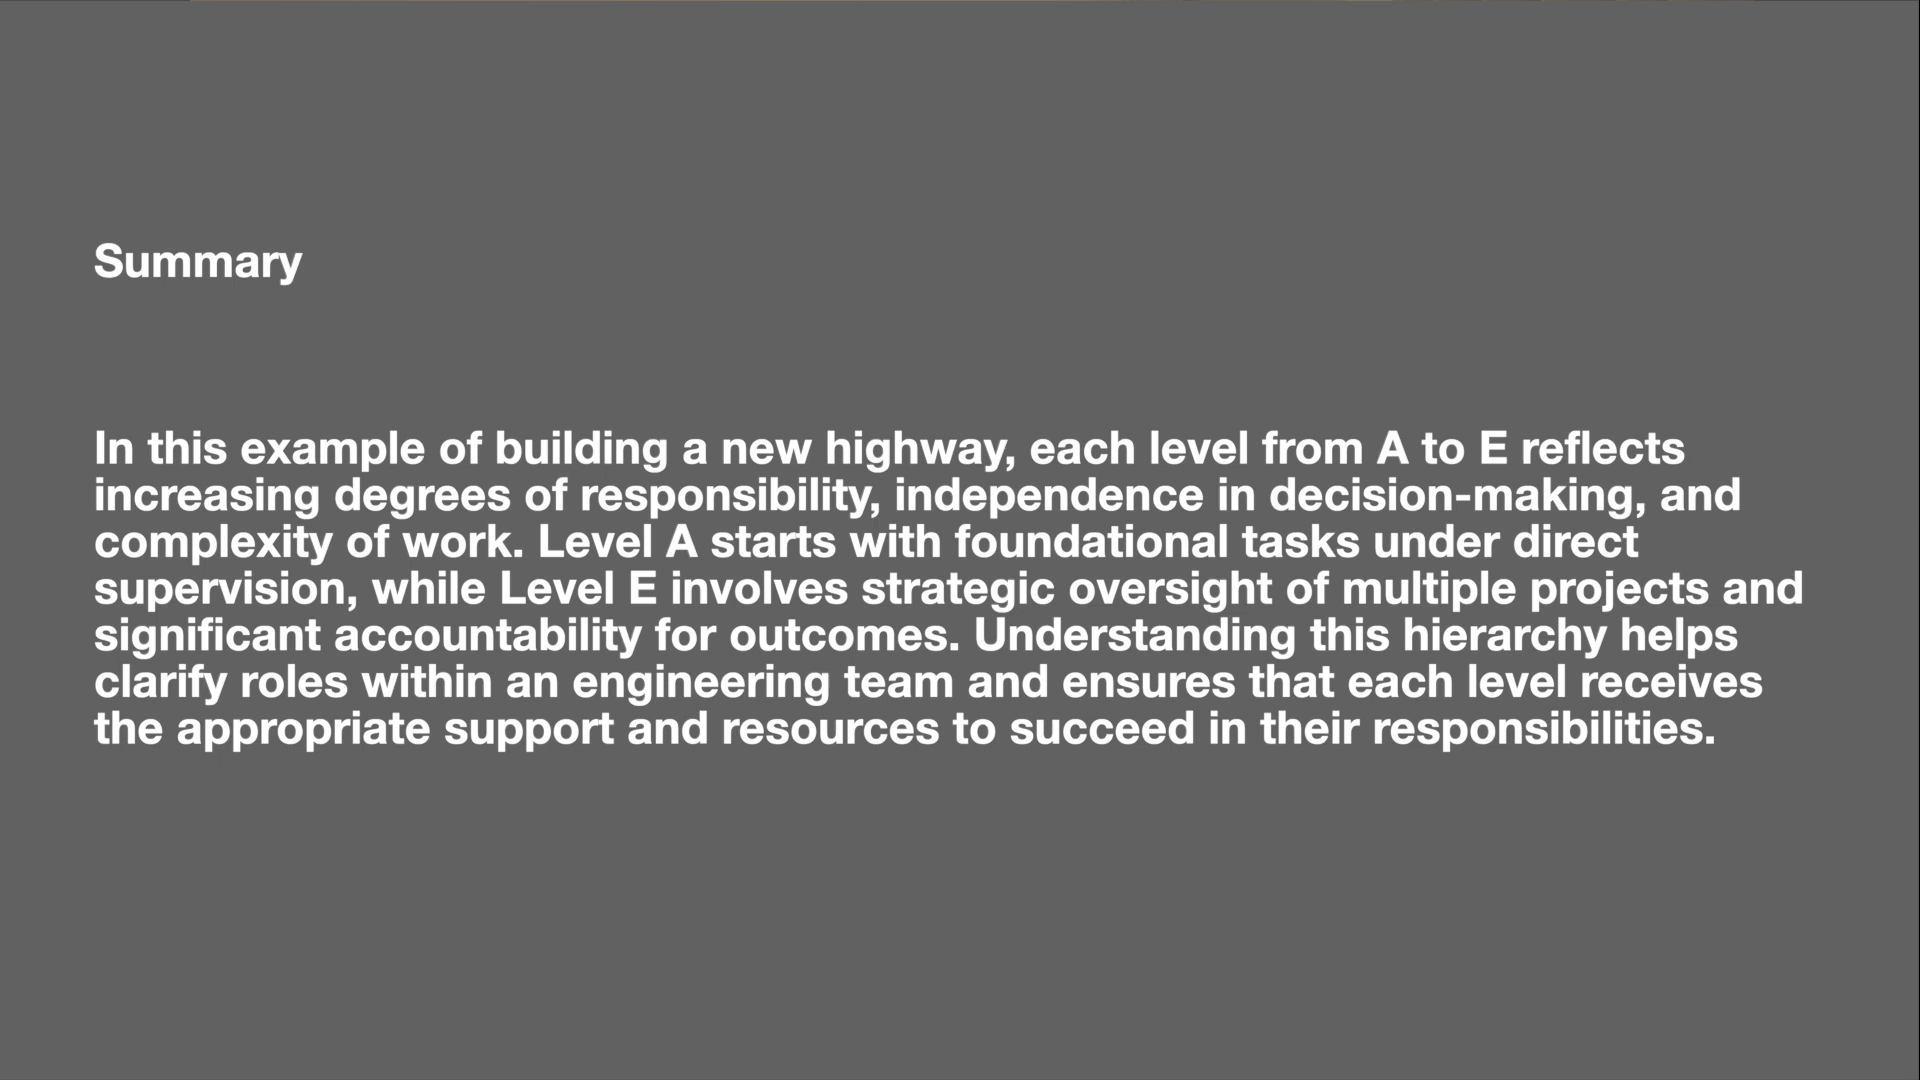 Summary
In this example of building a new highway, each level from A to E reflects
increasing degrees of responsibility, independence in decision-making, and
complexity of work. Level A starts with foundational tasks under direct
supervision, while Level E involves strategic oversight of multiple projects and
significant accountability for outcomes. Understanding this hierarchy helps
clarify roles within an engineering team and ensures that each level receives
the appropriate support and resources to succeed in their responsibilities.